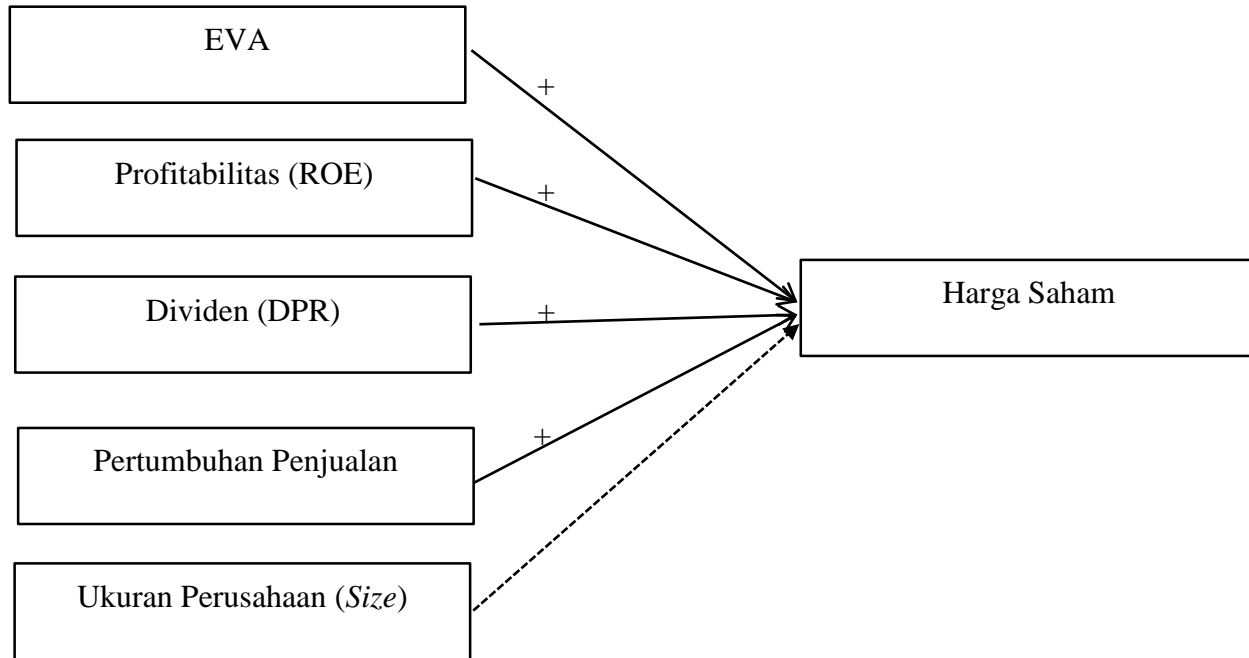 EVA
+
Profitabilitas (ROE)
+
Harga Saham
Dividen (DPR)
+
Pertumbuhan Penjualan
+
Ukuran Perusahaan (Size)